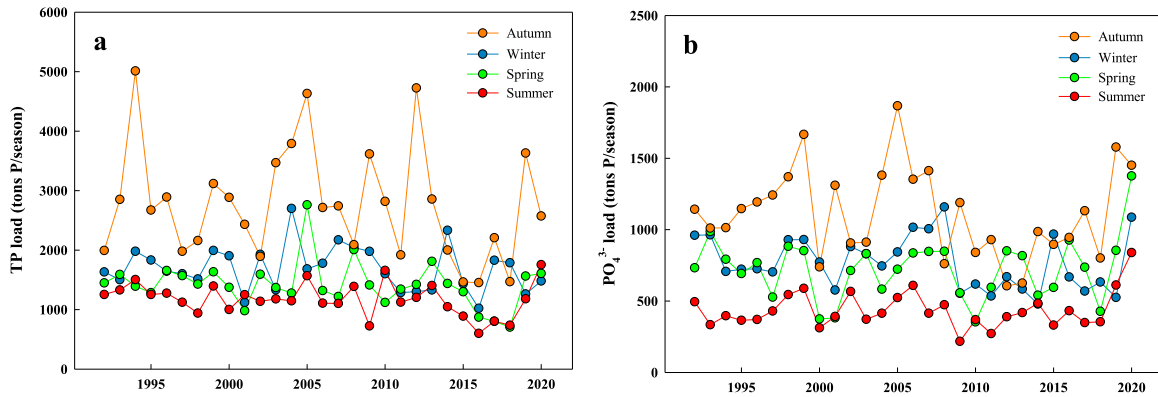 a
TP load (tons P/season)
6000
5000
4000
3000
2000
1000
0
1995
2000
2005
2010
2015
2020
Autumn
Winter
Spring
Summer
b
PO₄³⁻ load (tons P/season)
2500
2000
1500
1000
500
0
1995
2000
2005
2010
2015
2020
Autumn
Winter
Spring
Summer